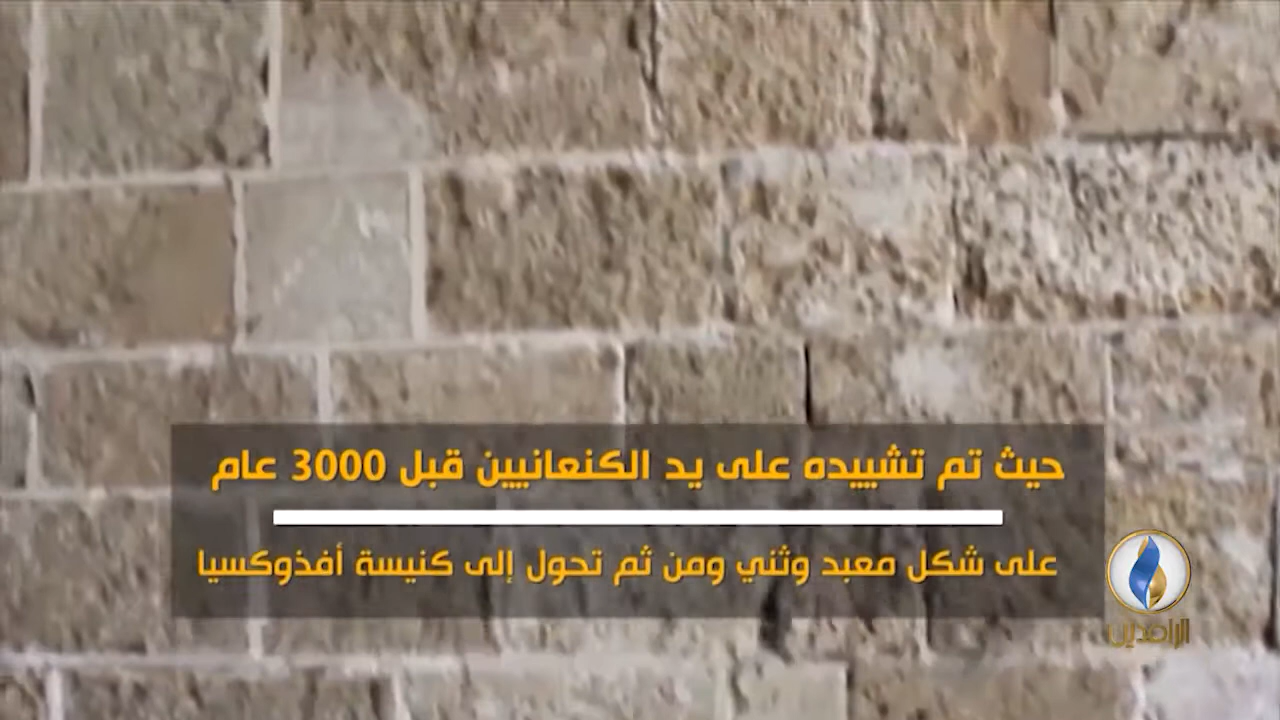 حيث تم تشييده على يد الكنعانيين قبل 3000 عام
على شكل معبد وثني ومن ثم تحول إلى كنيسة أفذوكسيا
الرافدين